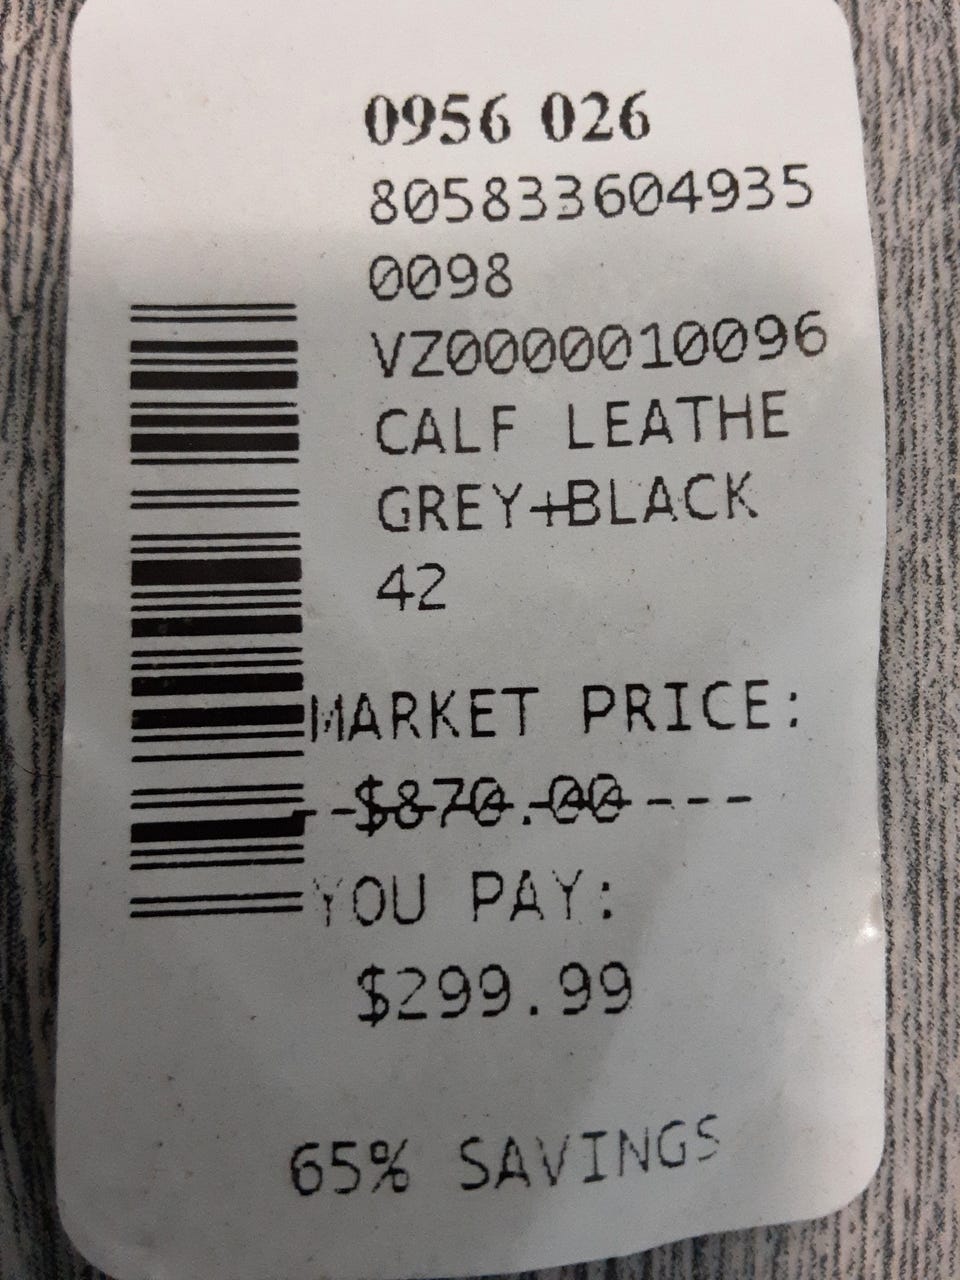 0956 026
805833604935
0098
VZ0000010096
CALF LEATHE
GREY+BLACK
42
MARKET PRICE:
--$870.00---
YOU PAY:
$299.99
65% SAVINGS